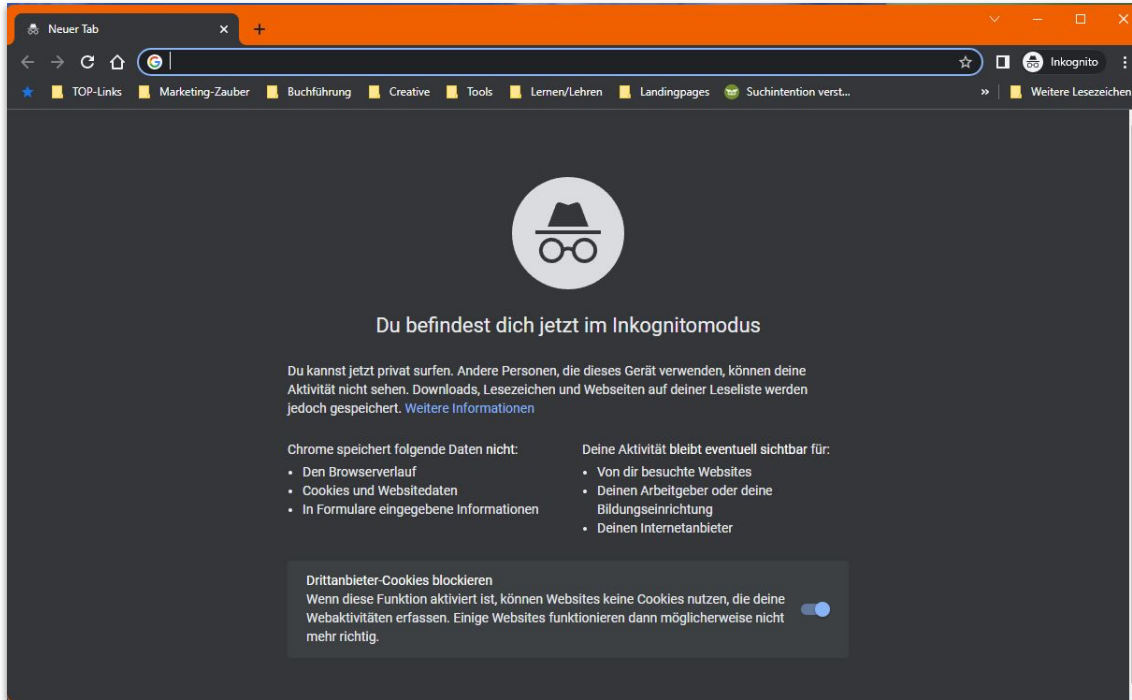 Neuer Tab
Inkognito
TOP-Links Marketing-Zauber Buchführung Creative Tools Lernen/Lehren Landingpages Suchintention verst... » Weitere Lesezeichen
Du befindest dich jetzt im Inkognitomodus
Du kannst jetzt privat surfen. Andere Personen, die dieses Gerät verwenden, können deine
Aktivität nicht sehen. Downloads, Lesezeichen und Webseiten auf deiner Leseliste werden
jedoch gespeichert. Weitere Informationen
Chrome speichert folgende Daten nicht:
• Den Browserverlauf
• Cookies und Websitedaten
• In Formulare eingegebene Informationen
Deine Aktivität bleibt eventuell sichtbar für:
• Von dir besuchte Websites
• Deinen Arbeitgeber oder deine
Bildungseinrichtung
• Deinen Internetanbieter
Drittanbieter-Cookies blockieren
Wenn diese Funktion aktiviert ist, können Websites keine Cookies nutzen, die deine
Webaktivitäten erfassen. Einige Websites funktionieren dann möglicherweise nicht
mehr richtig.